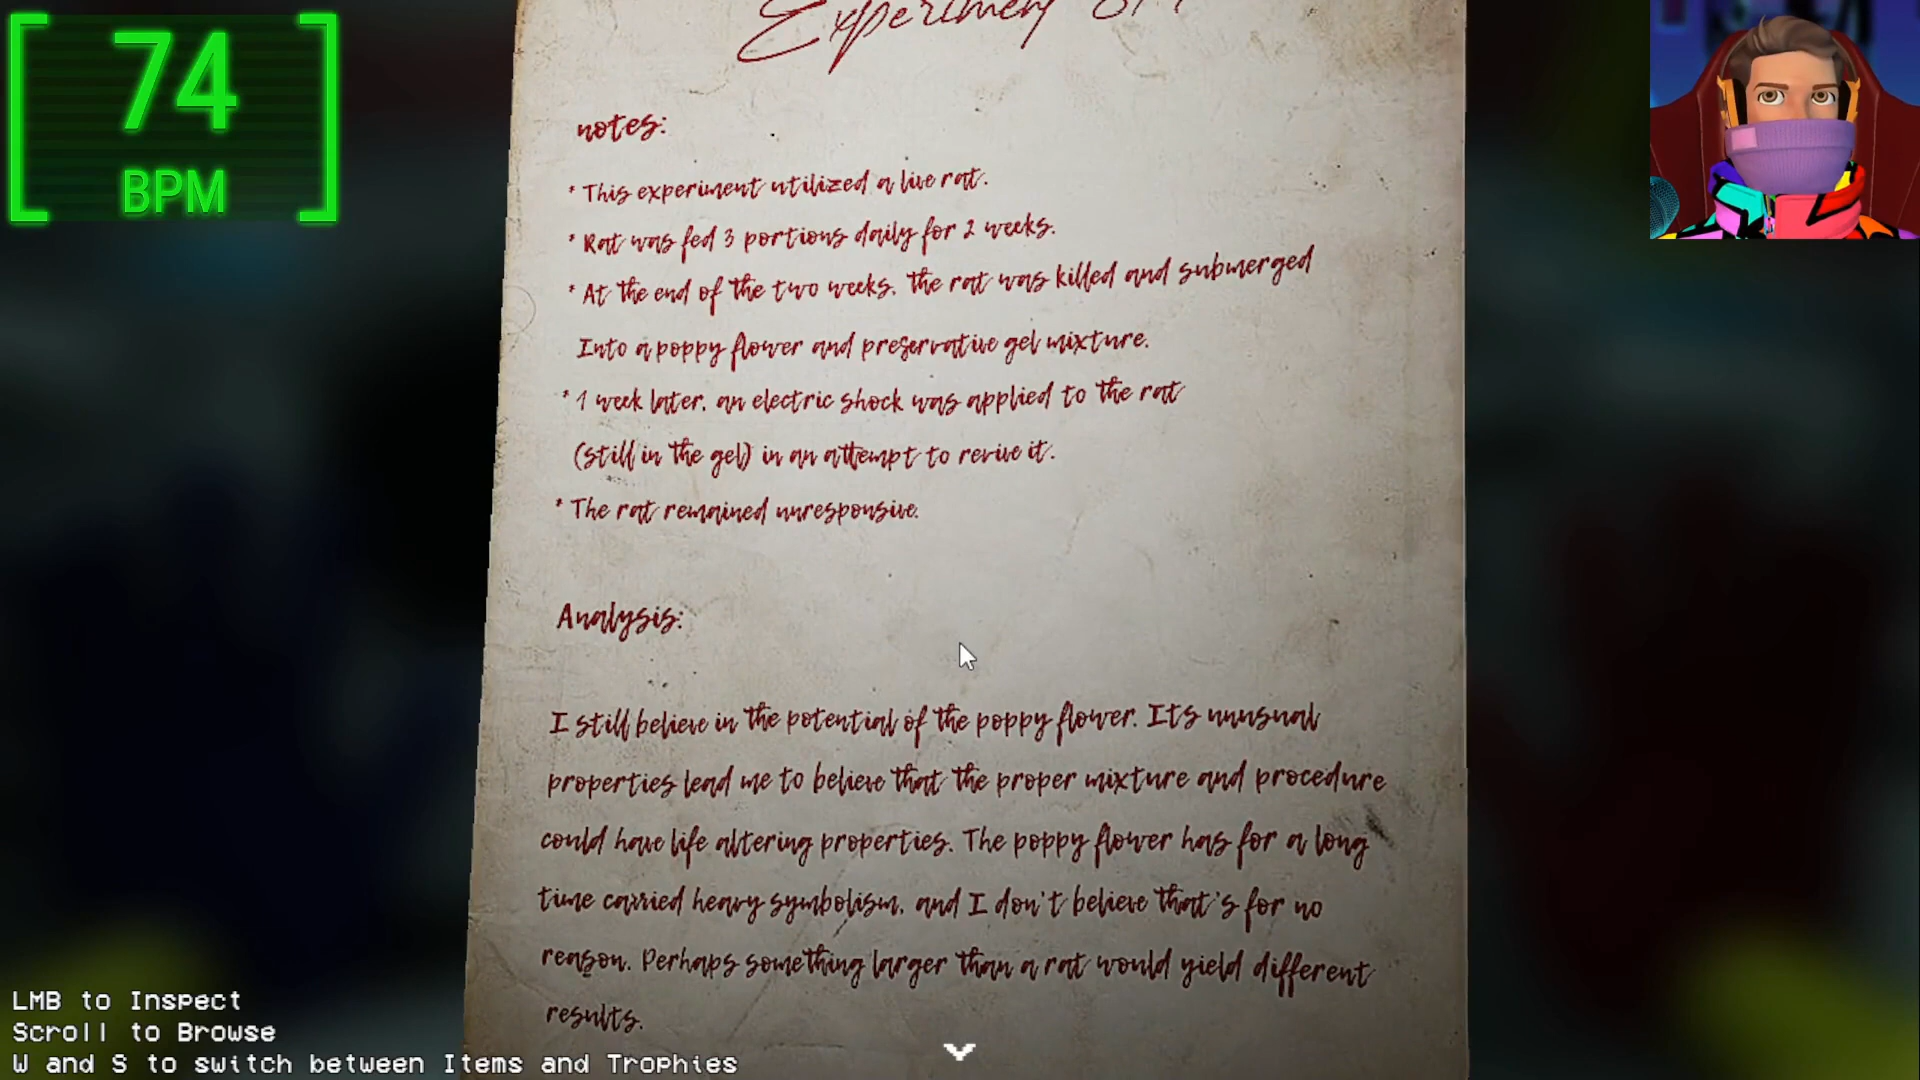 74
BPM
Experiment
notes:
* This experiment utilized a live rat.
* Rat was fed 3 portions daily for 2 weeks.
* At the end of the two weeks, the rat was killed and submerged
Into a poppy flower and preservative gel mixture.
* 1 week later, an electric shock was applied to the rat
(still in the gel) in an attempt to revive it.
* The rat remained unresponsive.
Analysis:
I still believe in the potential of the poppy flower. Its unusual
properties lead me to believe that the proper mixture and procedure
could have life altering properties. The poppy flower has for a long
time carried heavy symbolism, and I don't believe that's for no
reason. Perhaps something larger than a rat would yield different
results.
LMB to Inspect
Scroll to Browse
W and S to switch between Items and Trophies